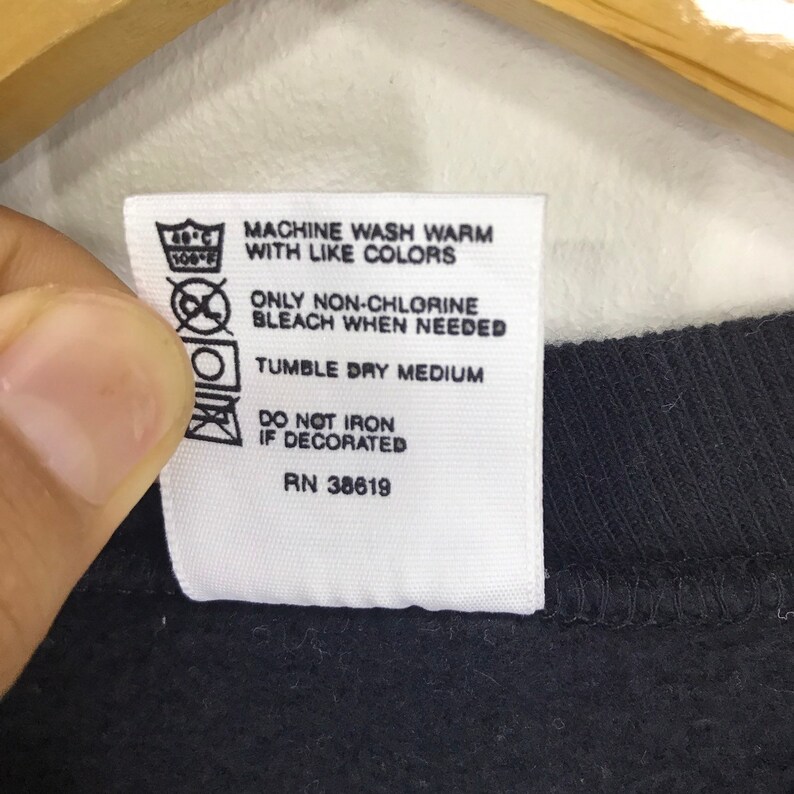 40°C
105°F
MACHINE WASH WARM
WITH LIKE COLORS
ONLY NON-CHLORINE
BLEACH WHEN NEEDED
TUMBLE DRY MEDIUM
DO NOT IRON
IF DECORATED
RN 38619